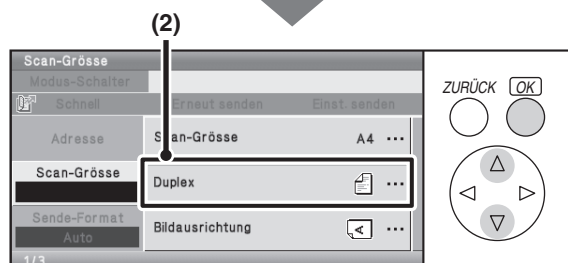 (2)
Scan-Grösse
Modus-Schalter
Schnell Erneut senden Einst. senden
Adresse
Scan-Grösse A4 ...
Scan-Grösse
Duplex ...
Sende-Format
Auto
Bildausrichtung A ...
1/3
ZURÜCK OK